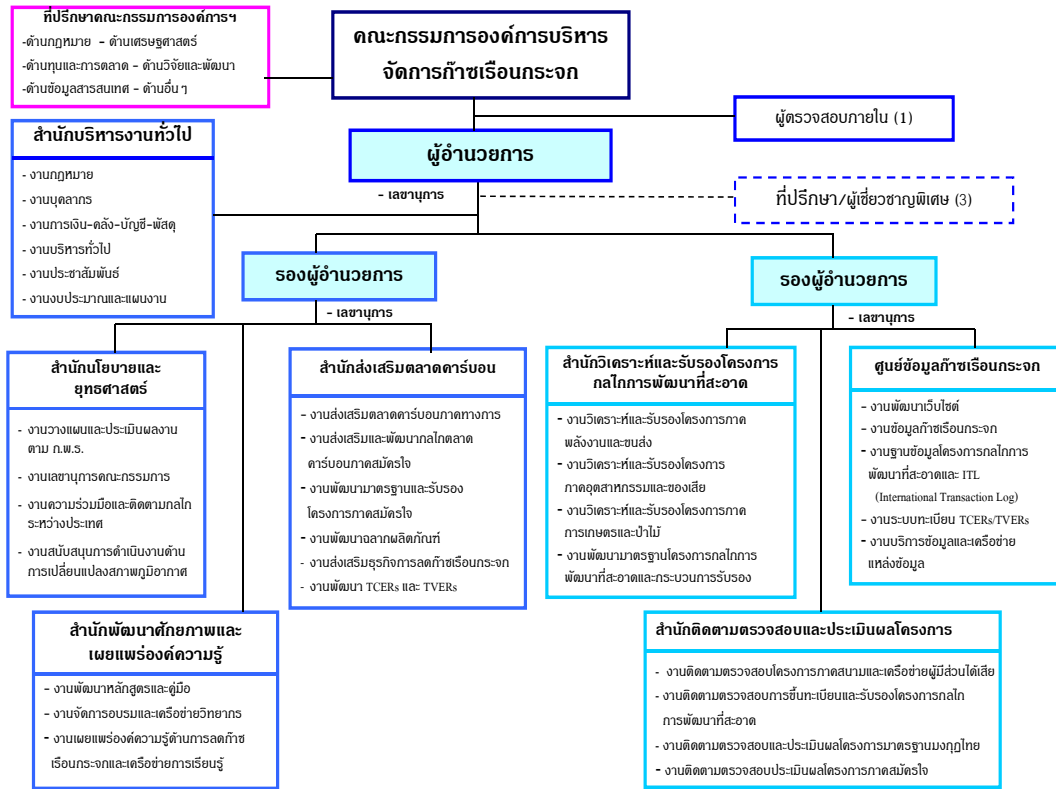 ที่ปรึกษาคณะกรรมการองค์การฯ
-ด้านกฎหมาย - ด้านเศรษฐศาสตร์
-ด้านทุนและการตลาด - ด้านวิจัยและพัฒนา
-ด้านข้อมูลสารสนเทศ - ด้านอื่น ๆ
คณะกรรมการองค์การบริหาร
จัดการก๊าซเรือนกระจก
ผู้ตรวจสอบภายใน (1)
ผู้อำนวยการ
- เลขานุการ
ที่ปรึกษา/ผู้เชี่ยวชาญพิเศษ (3)
สำนักบริหารงานทั่วไป
- งานกฎหมาย
- งานบุคลากร
- งานการเงิน-คลัง-บัญชี-พัสดุ
- งานบริหารทั่วไป
- งานประชาสัมพันธ์
- งานงบประมาณและแผนงาน
รองผู้อำนวยการ
- เลขานุการ
รองผู้อำนวยการ
- เลขานุการ
สำนักนโยบายและ
ยุทธศาสตร์
- งานวางแผนและประเมินผลงาน
ตาม ก.พ.ร.
- งานเลขานุการคณะกรรมการ
- งานความร่วมมือและติดตามกลไก
ระหว่างประเทศ
- งานสนับสนุนการดำเนินงานด้าน
การเปลี่ยนแปลงสภาพภูมิอากาศ
สำนักส่งเสริมตลาดคาร์บอน
- งานส่งเสริมตลาดคาร์บอนภาคทางการ
- งานส่งเสริมและพัฒนากลไกตลาด
คาร์บอนภาคสมัครใจ
- งานพัฒนามาตรฐานและรับรอง
โครงการภาคสมัครใจ
- งานพัฒนาฉลากผลิตภัณฑ์
- งานส่งเสริมธุรกิจการลดก๊าซเรือนกระจก
- งานพัฒนา TCERs และ TVERs
สำนักวิเคราะห์และรับรองโครงการ
กลไกการพัฒนาที่สะอาด
- งานวิเคราะห์และรับรองโครงการภาค
พลังงานและขนส่ง
- งานวิเคราะห์และรับรองโครงการ
ภาคอุตสาหกรรมและของเสีย
- งานวิเคราะห์และรับรองโครงการภาค
การเกษตรและป่าไม้
- งานพัฒนามาตรฐานโครงการกลไกการ
พัฒนาที่สะอาดและกระบวนการรับรอง
ศูนย์ข้อมูลก๊าซเรือนกระจก
- งานพัฒนาเว็บไซต์
- งานข้อมูลก๊าซเรือนกระจก
- งานฐานข้อมูลโครงการกลไกการ
พัฒนาที่สะอาดและ ITL
(International Transaction Log)
- งานระบบทะเบียน TCERs/TVERs
- งานบริการข้อมูลและเครือข่าย
แหล่งข้อมูล
สำนักพัฒนาศักยภาพและ
เผยแพร่องค์ความรู้
- งานพัฒนาหลักสูตรและคู่มือ
- งานจัดการอบรมและเครือข่ายวิทยากร
- งานเผยแพร่องค์ความรู้ด้านการลดก๊าซ
เรือนกระจกและเครือข่ายการเรียนรู้
สำนักติดตามตรวจสอบและประเมินผลโครงการ
- งานติดตามตรวจสอบโครงการภาคสนามและเครือข่ายผู้มีส่วนได้เสีย
- งานติดตามตรวจสอบการขึ้นทะเบียนและรับรองโครงการกลไก
การพัฒนาที่สะอาด
- งานติดตามตรวจสอบและประเมินผลโครงการมาตรฐานมงกุฎไทย
- งานติดตามตรวจสอบประเมินผลโครงการภาคสมัครใจ